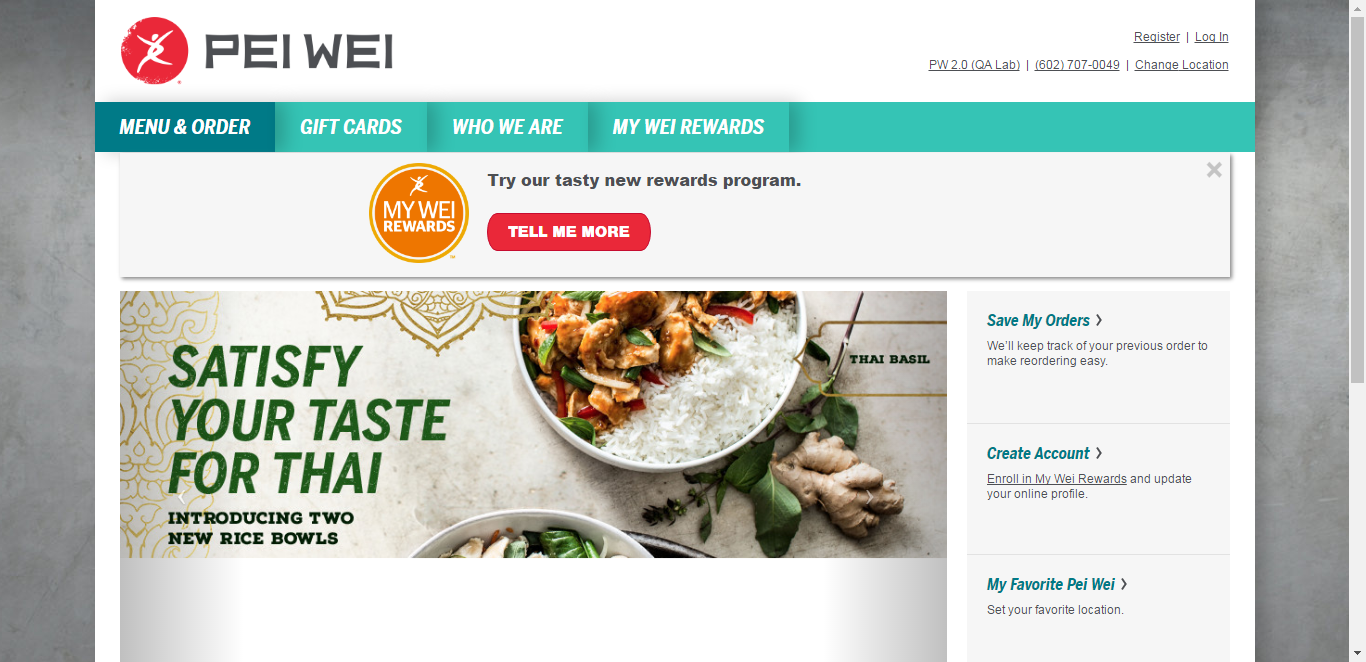 PEI WEI
Register | Log In
PW 2.0 (QA Lab) | (602) 707-0049 | Change Location
MENU & ORDER GIFT CARDS WHO WE ARE MY WEI REWARDS
MY WEI
REWARDS
Try our tasty new rewards program.
TELL ME MORE
SATISFY
YOUR TASTE
FOR THAI
INTRODUCING TWO
NEW RICE BOWLS
THAI BASIL
Save My Orders
We'll keep track of your previous order to
make reordering easy.
Create Account
Enroll in My Wei Rewards and update
your online profile.
My Favorite Pei Wei
Set your favorite location.